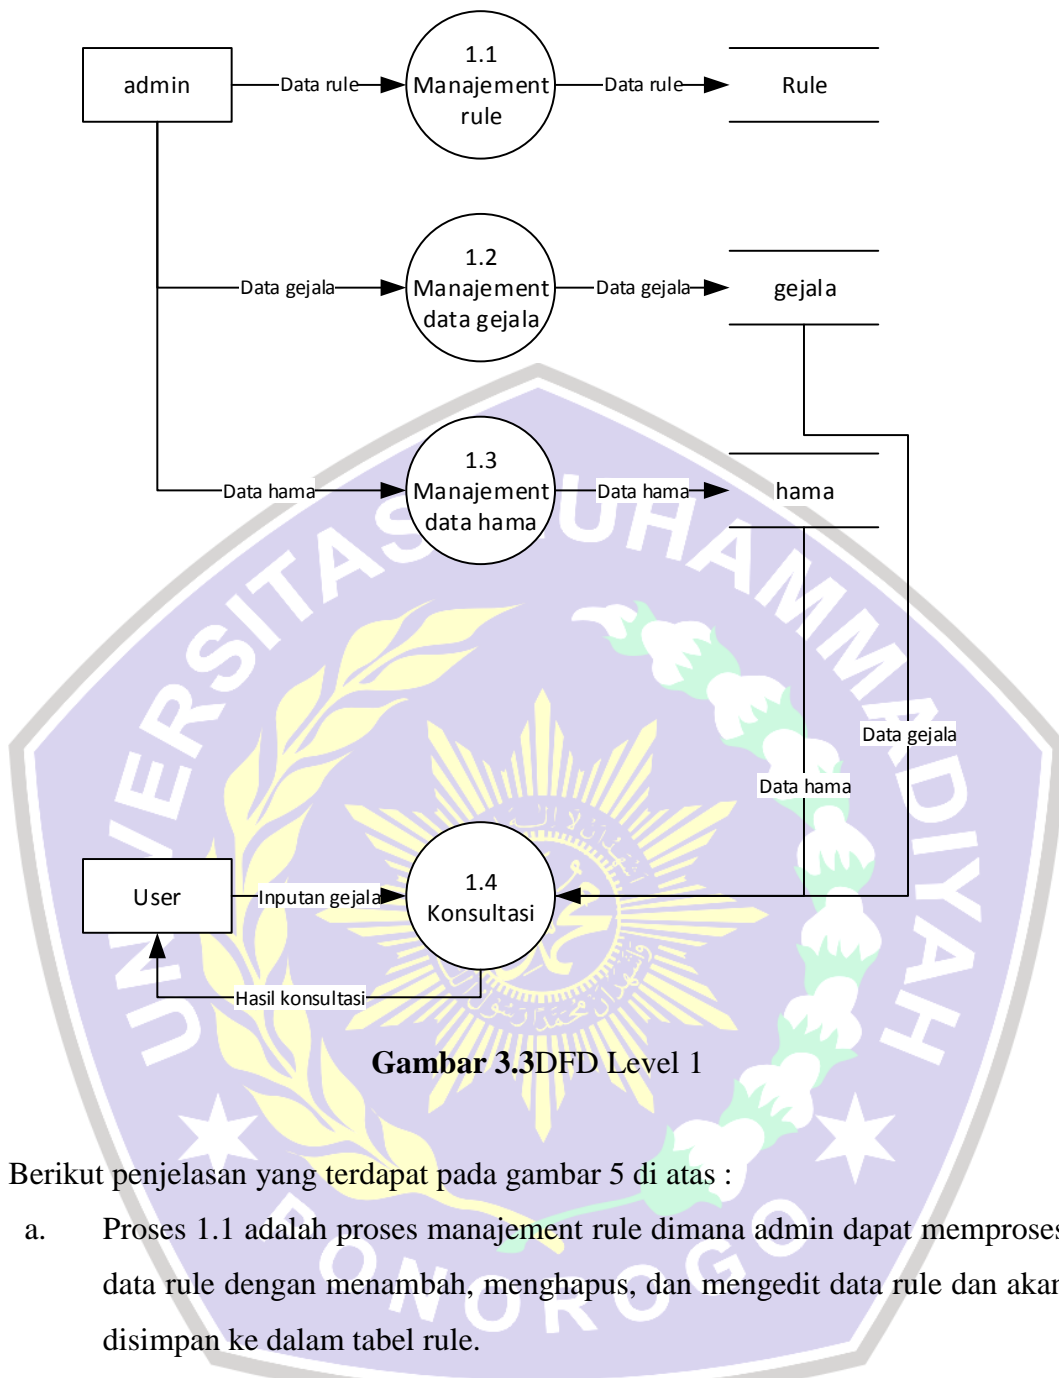 admin
Data rule
1.1
Manajement
rule
Data rule
Rule
Data gejala
1.2
Manajement
data gejala
Data gejala
gejala
Data hama
1.3
Manajement
data hama
Data hama
hama
Data gejala
Data hama
User
Inputan gejala
1.4
Konsultasi
Hasil konsultasi
UNIVERSITAS MUHAMMADIYAH
PONOROGO
Gambar 3.3DFD Level 1
Berikut penjelasan yang terdapat pada gambar 5 di atas :
a. Proses 1.1 adalah proses manajement rule dimana admin dapat memproses
data rule dengan menambah, menghapus, dan mengedit data rule dan akan
disimpan ke dalam tabel rule.